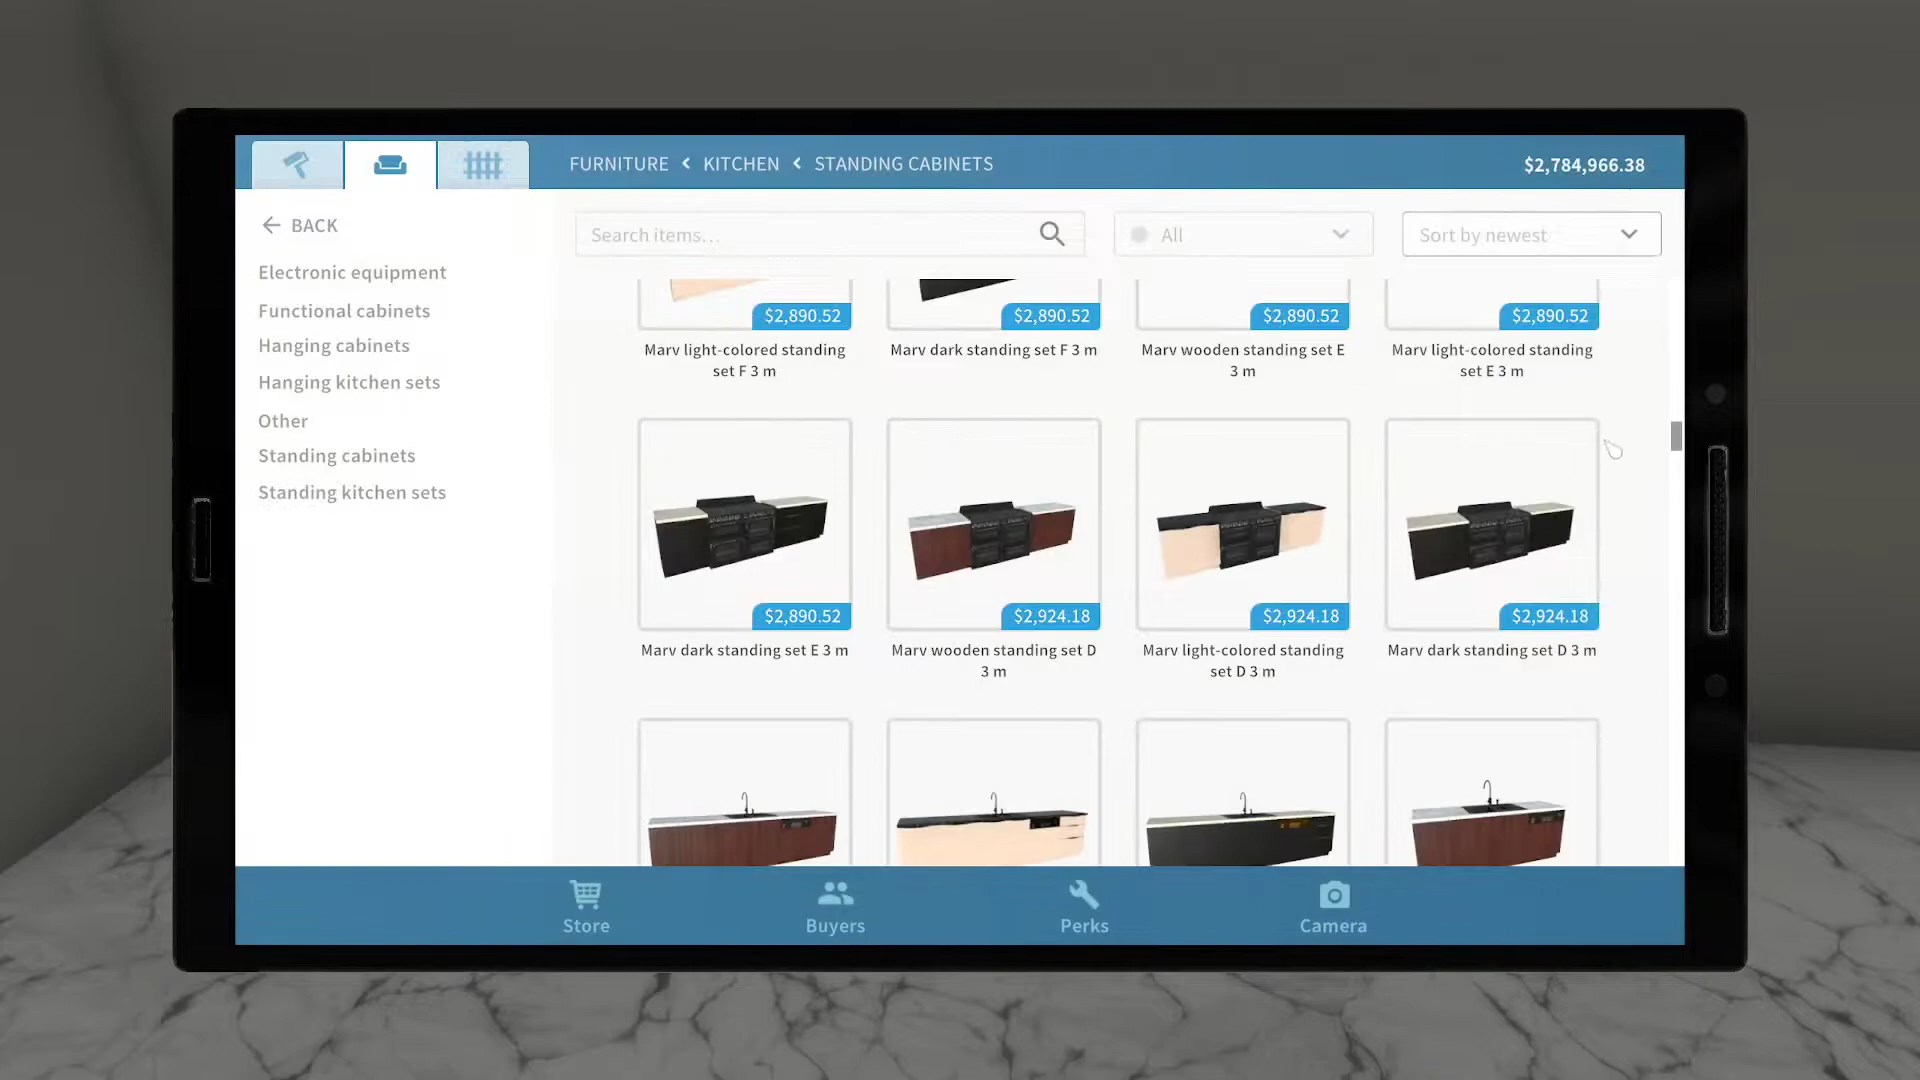 FURNITURE < KITCHEN < STANDING CABINETS
$2,784,966.38
BACK
Electronic equipment
Functional cabinets
Hanging cabinets
Hanging kitchen sets
Other
Standing cabinets
Standing kitchen sets
Search items...
All
Sort by newest
$2,890.52
$2,890.52
$2,890.52
$2,890.52
Marv light-colored standing
set F 3 m
Marv dark standing set F 3 m
Marv wooden standing set E
3 m
Marv light-colored standing
set E 3 m
$2,890.52
$2,924.18
$2,924.18
$2,924.18
Marv dark standing set E 3 m
Marv wooden standing set D
3 m
Marv light-colored standing
set D 3 m
Marv dark standing set D 3 m
Store
Buyers
Perks
Camera